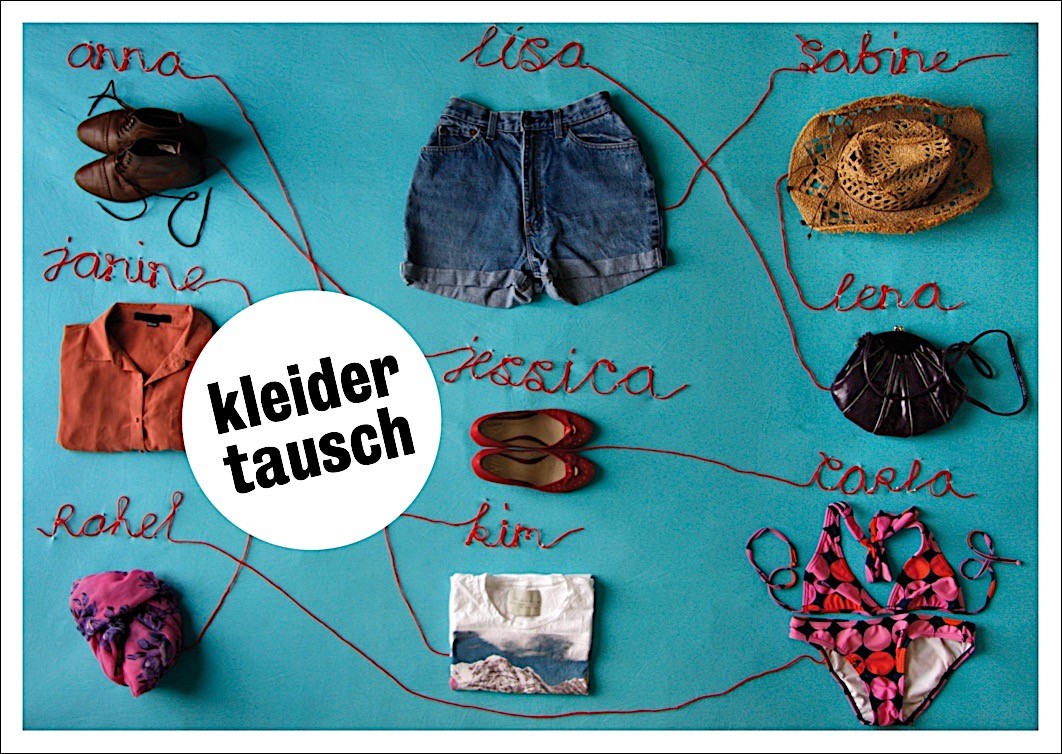 anna
lisa
sabine
janine
lena
jessica
kleider
tausch
carla
rahel
kim